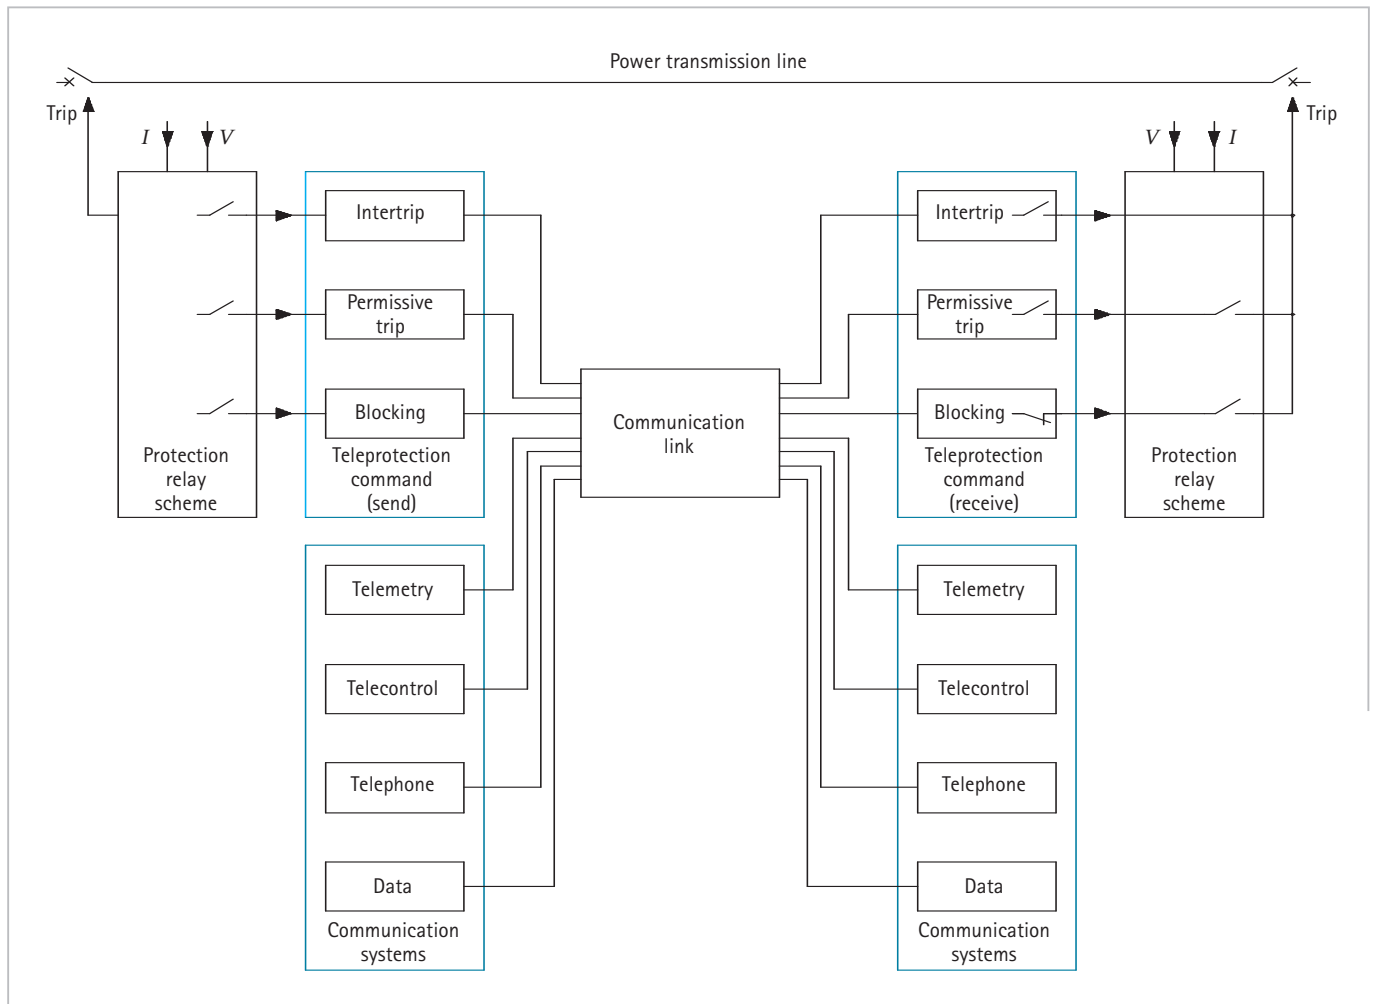 Power transmission line
Trip
I
V
V
I
Trip
Intertrip
Permissive
trip
Blocking
Protection
relay
scheme
Teleprotection
command
(send)
Communication
link
Intertrip
Permissive
trip
Blocking
Teleprotection
command
(receive)
Protection
relay
scheme
Telemetry
Telecontrol
Telephone
Data
Communication
systems
Telemetry
Telecontrol
Telephone
Data
Communication
systems